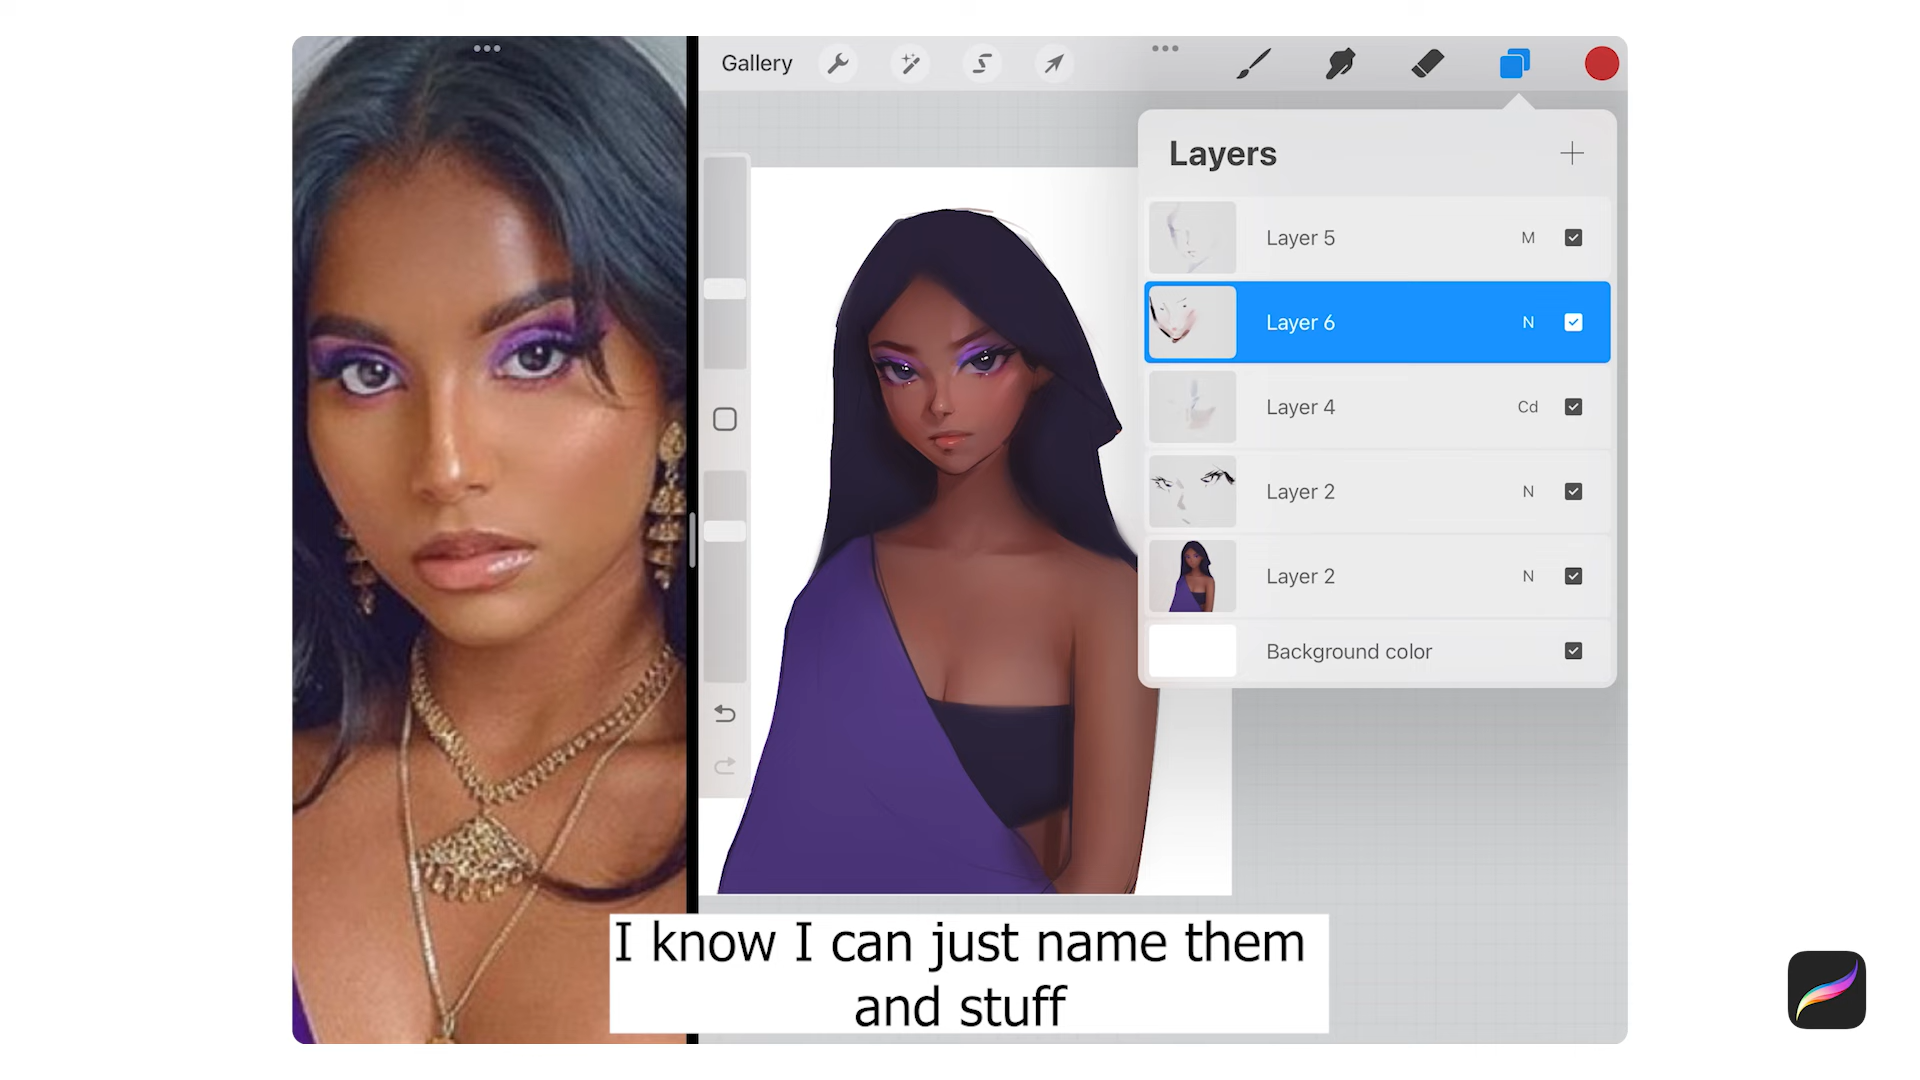 Gallery
Layers
Layer 5 M
Layer 6 N
Layer 4 Cd
Layer 2 N
Layer 2 N
Background color
I know I can just name them
and stuff